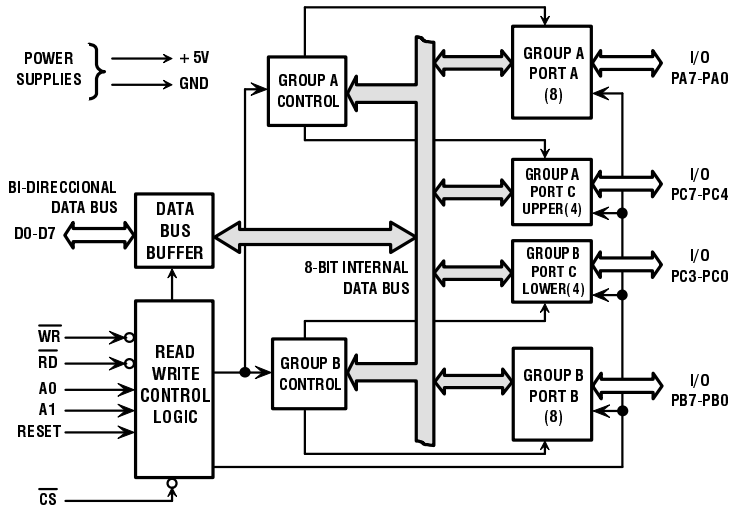 POWER
SUPPLIES
+ 5V
GND
GROUP A
CONTROL
GROUP A
PORT A
(8)
I/O
PA7-PA0
BI-DIRECCIONAL
DATA BUS
D0-D7
DATA
BUS
BUFFER
8-BIT INTERNAL
DATA BUS
GROUP A
PORT C
UPPER(4)
I/O
PC7-PC4
GROUP B
PORT C
LOWER(4)
I/O
PC3-PC0
WR
RD
A0
A1
RESET
CS
READ
WRITE
CONTROL
LOGIC
GROUP B
CONTROL
GROUP B
PORT B
(8)
I/O
PB7-PB0